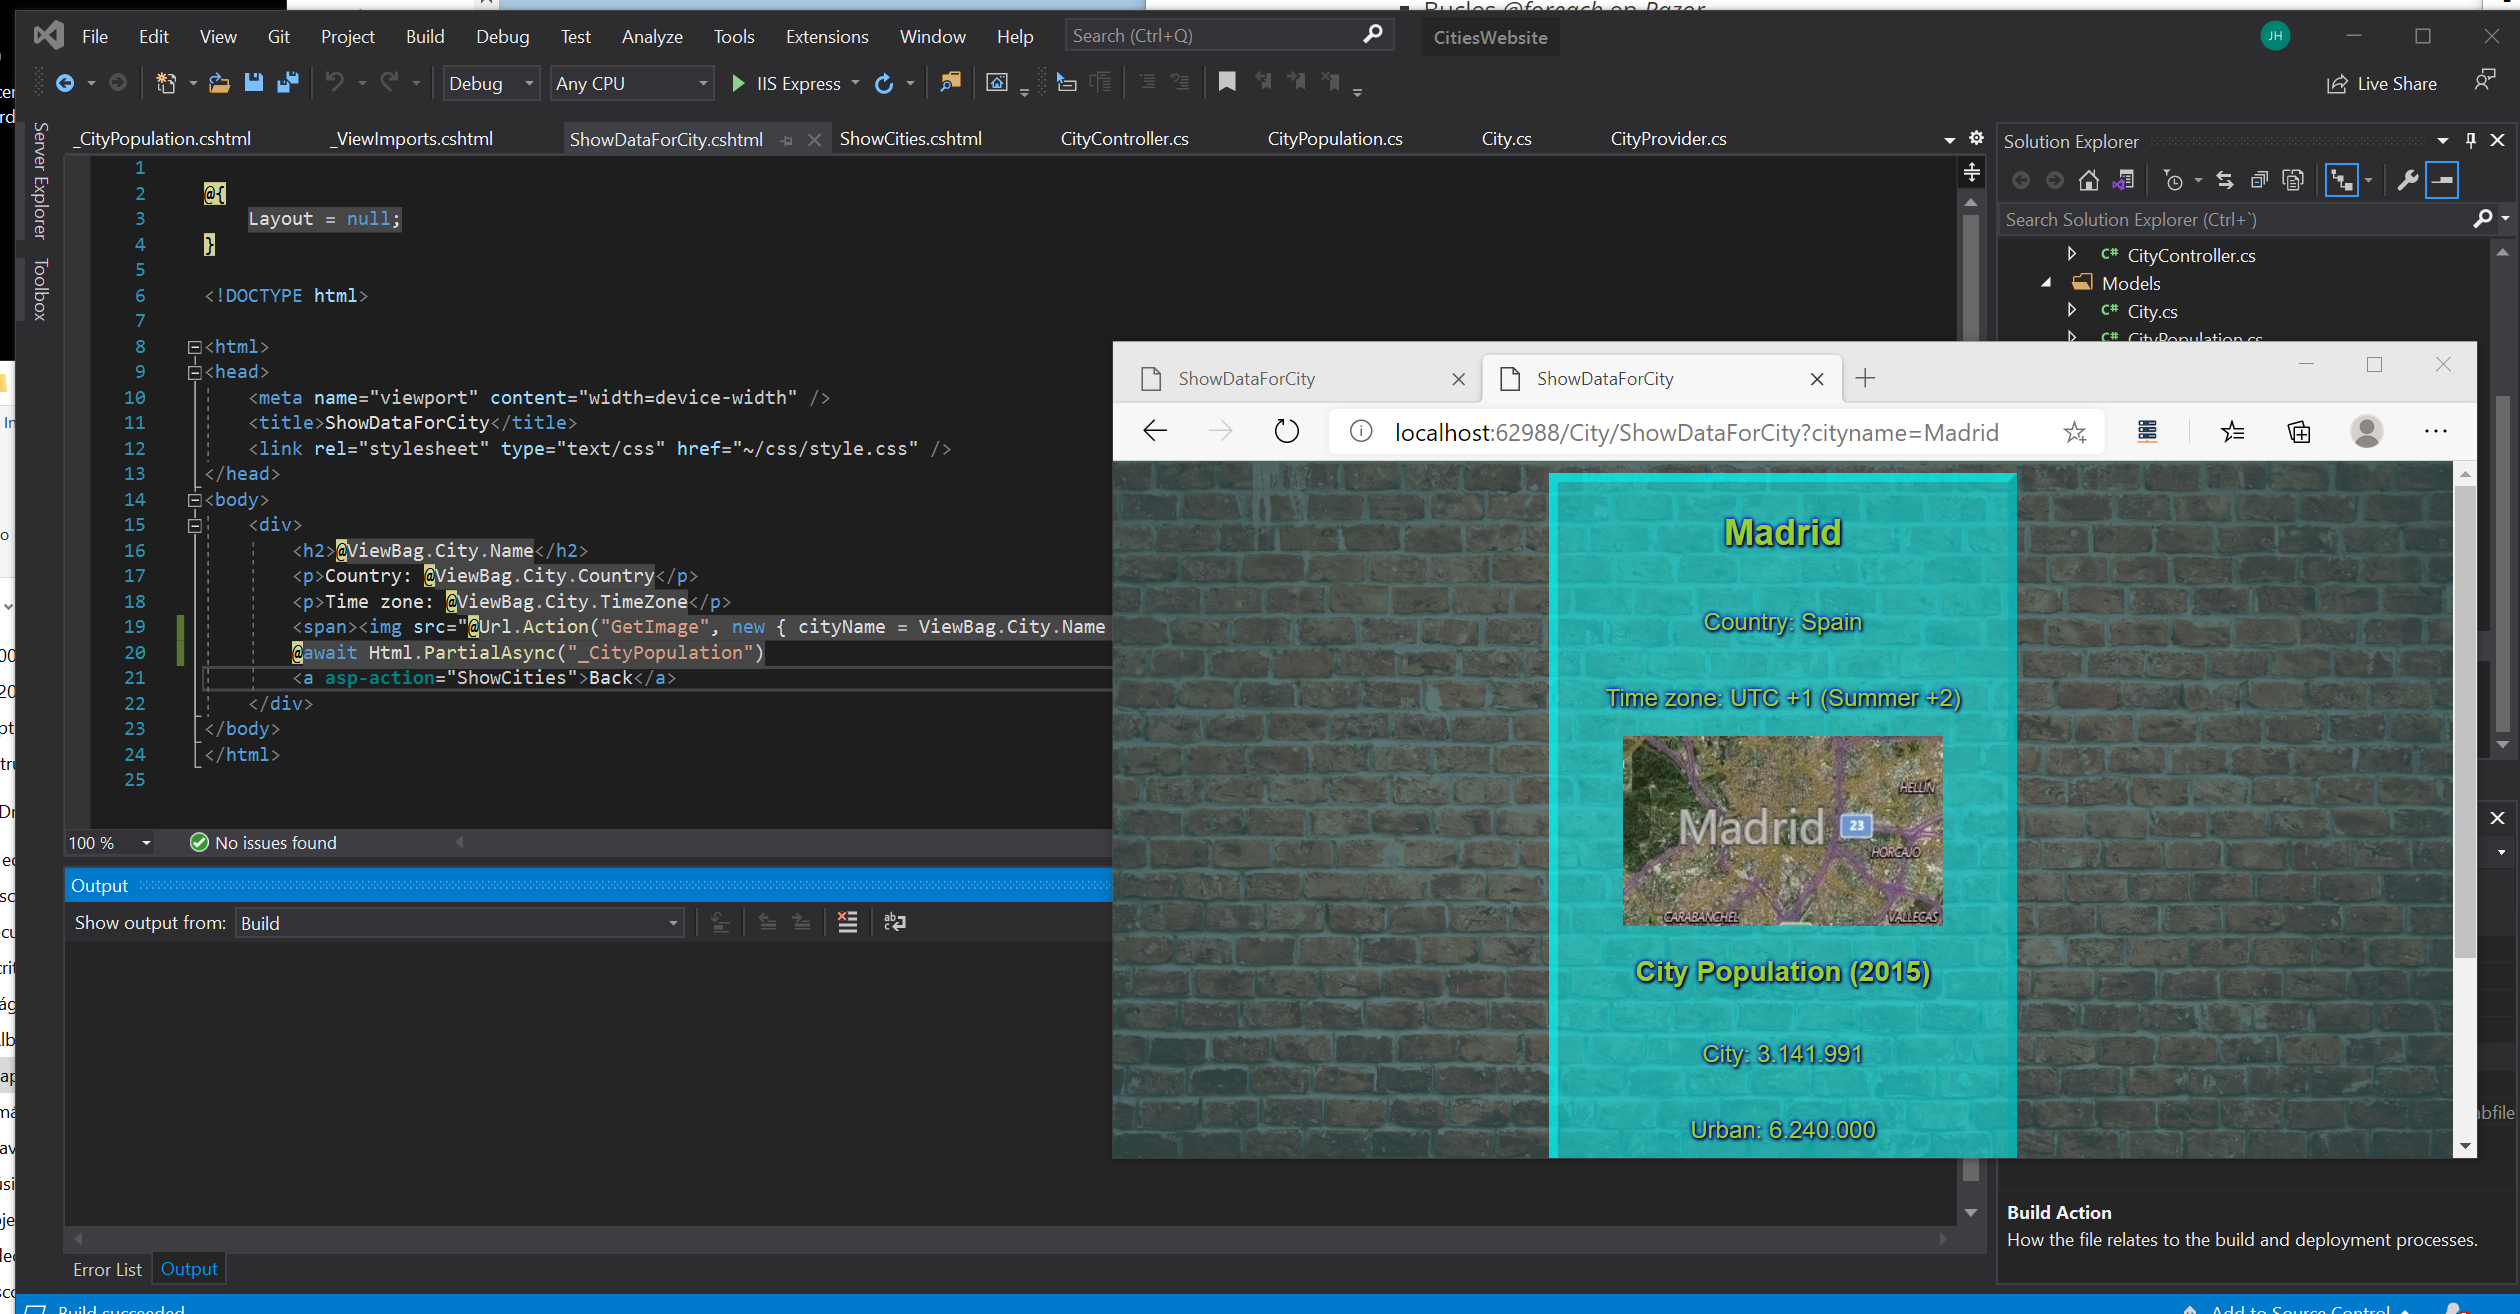 Bucles @foreach en Razor
File Edit View Git Project Build Debug Test Analyze Tools Extensions Window Help Search (Ctrl+Q) CitiesWebsite JH
Debug Any CPU IIS Express Live Share
Server Explorer
Toolbox
_CityPopulation.cshtml _ViewImports.cshtml ShowDataForCity.cshtml ShowCities.cshtml CityController.cs CityPopulation.cs City.cs CityProvider.cs
1
2 @{
3 Layout = null;
4 }
5
6 <!DOCTYPE html>
7
8 <html>
9 <head>
10 <meta name="viewport" content="width=device-width" />
11 <title>ShowDataForCity</title>
12 <link rel="stylesheet" type="text/css" href="~/css/style.css" />
13 </head>
14 <body>
15 <div>
16 <h2>@ViewBag.City.Name</h2>
17 <p>Country: @ViewBag.City.Country</p>
18 <p>Time zone: @ViewBag.City.TimeZone</p>
19 <span><img src="@Url.Action("GetImage", new { cityName = ViewBag.City.Name
20 @await Html.PartialAsync("_CityPopulation")
21 <a asp-action="ShowCities">Back</a>
22 </div>
23 </body>
24 </html>
25
100 % No issues found
Output
Show output from: Build
Error List Output
Build succeeded
Add to Source Control
Solution Explorer
Search Solution Explorer (Ctrl+`)
C# CityController.cs
Models
C# City.cs
C# CityPopulation.cs
ShowDataForCity ShowDataForCity
localhost:62988/City/ShowDataForCity?cityname=Madrid
Madrid
Country: Spain
Time zone: UTC +1 (Summer +2)
HELLIN
Madrid 23
HORCAJO
CARABANCHEL VALLECAS
City Population (2015)
City: 3.141.991
Urban: 6.240.000
Build Action
How the file relates to the build and deployment processes.